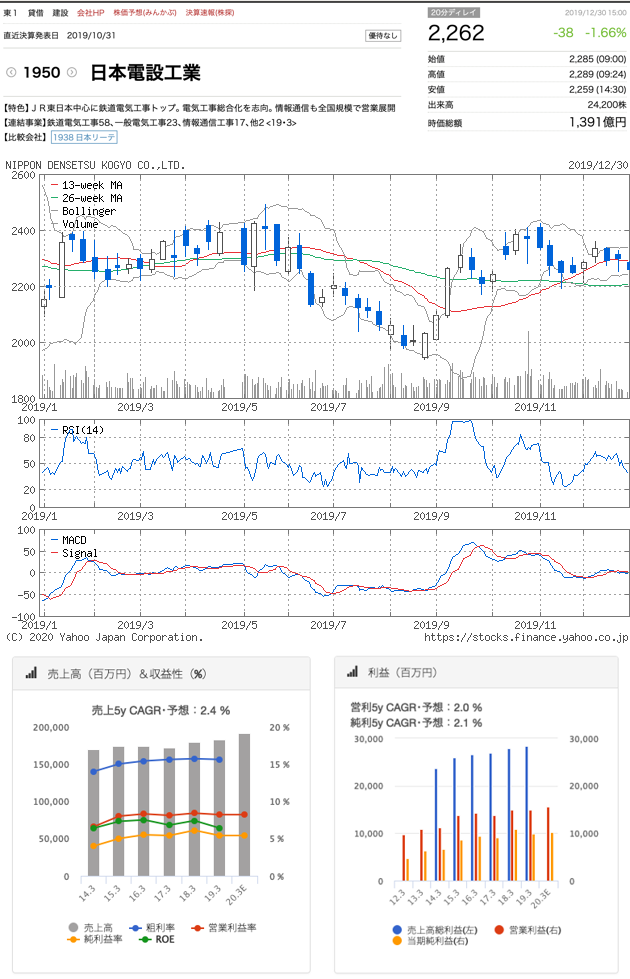 東1 貸借 建設 会社HP 株価予想(みんかぶ) 決算速報(株探)
直近決算発表日 2019/10/31
優待なし
1950 日本電設工業
【特色】ＪＲ東日本中心に鉄道電気工事トップ。電気工事総合化を志向。情報通信も全国規模で営業展開
【連結事業】鉄道電気工事58、一般電気工事23、情報通信工事17、他2 <19・3>
【比較会社】 1938 日本リーテ
20分ディレイ
2019/12/30 15:00
2,262 -38 -1.66%
始値 2,285 (09:00)
高値 2,289 (09:24)
安値 2,259 (14:30)
出来高 24,200株
時価総額 1,391億円
NIPPON DENSETSU KOGYO CO.,LTD. 2019/12/30
2600
2400
2200
2000
1800
13-week MA
26-week MA
Bollinger
Volume
2019/1 2019/3 2019/5 2019/7 2019/9 2019/11
RSI(14)
100
80
50
20
0
2019/1 2019/3 2019/5 2019/7 2019/9 2019/11
MACD
Signal
100
50
0
-50
-100
2019/1 2019/3 2019/5 2019/7 2019/9 2019/11
(C) 2020 Yahoo Japan Corporation. https://stocks.finance.yahoo.co.jp
売上高（百万円）＆収益性（%）
売上5y CAGR・予想：2.4 %
200,000 20 %
150,000 15 %
100,000 10 %
50,000 5 %
0 0 %
14.3 15.3 16.3 17.3 18.3 19.3 20.3E
売上高 粗利率 営業利益率
純利益率 ROE
利益（百万円）
営利5y CAGR・予想：2.0 %
純利5y CAGR・予想：2.1 %
30,000 30,000
20,000 20,000
10,000 10,000
0 0
12.3 13.3 14.3 15.3 16.3 17.3 18.3 19.3 20.3E
売上高総利益(左) 営業利益(右)
当期純利益(右)